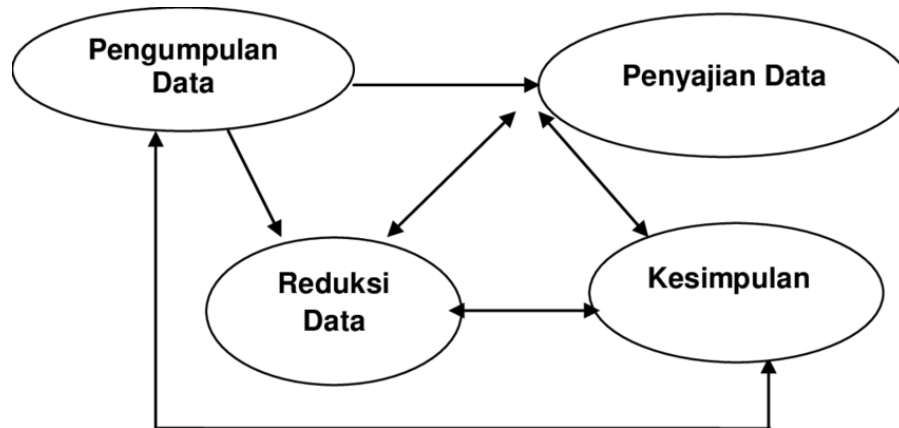 Pengumpulan
Data
Penyajian Data
Reduksi
Data
Kesimpulan